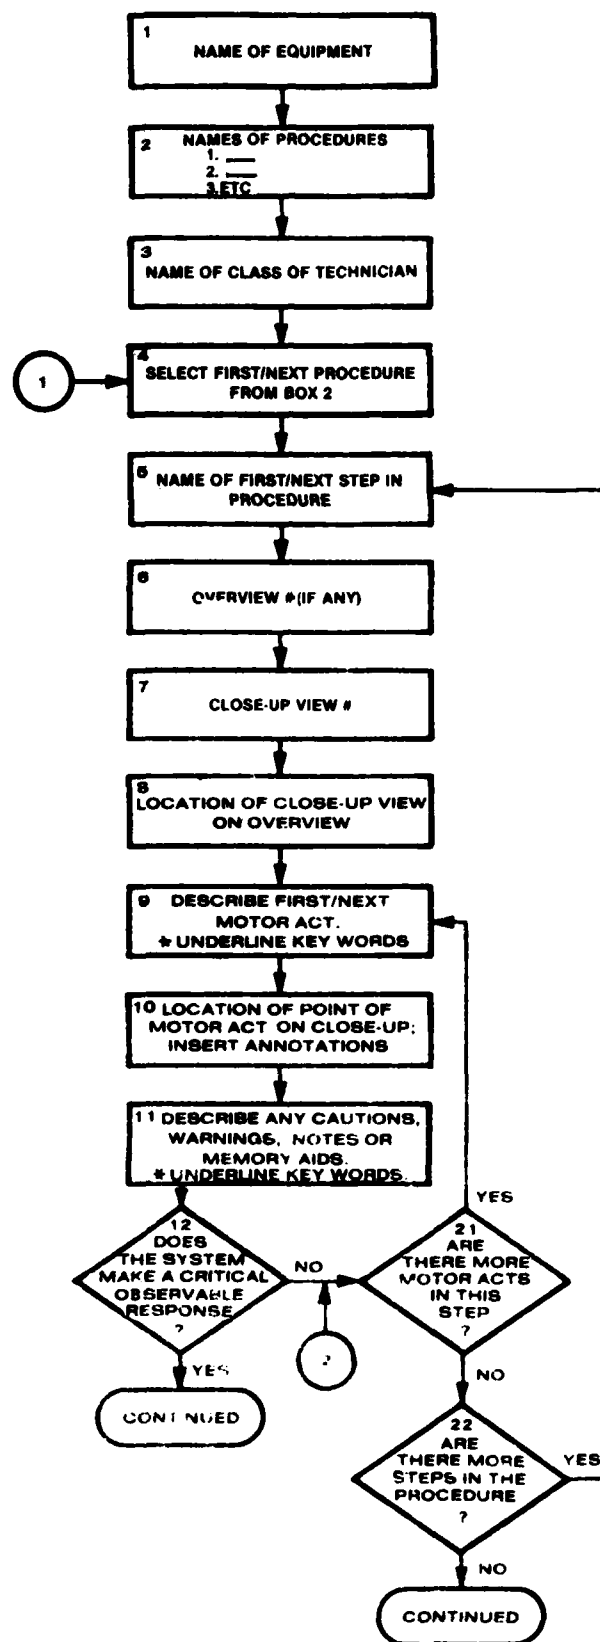 1
NAME OF EQUIPMENT
2
NAMES OF PROCEDURES
1. ___
2. ___
3. ETC
3
NAME OF CLASS OF TECHNICIAN
4
SELECT FIRST/NEXT PROCEDURE
FROM BOX 2
1
5
NAME OF FIRST/NEXT STEP IN
PROCEDURE
6
OVERVIEW # (IF ANY)
7
CLOSE-UP VIEW #
8
LOCATION OF CLOSE-UP VIEW
ON OVERVIEW
9 DESCRIBE FIRST/NEXT
MOTOR ACT.
* UNDERLINE KEY WORDS
10 LOCATION OF POINT OF
MOTOR ACT ON CLOSE-UP;
INSERT ANNOTATIONS
11 DESCRIBE ANY CAUTIONS,
WARNINGS, NOTES OR
MEMORY AIDS.
* UNDERLINE KEY WORDS.
12
DOES
THE SYSTEM
MAKE A CRITICAL
OBSERVABLE
RESPONSE
?
NO
2
YES
CONTINUED
YES
21
ARE
THERE MORE
MOTOR ACTS
IN THIS
STEP
?
NO
22
ARE
THERE MORE
STEPS IN THE
PROCEDURE
?
YES
NO
CONTINUED